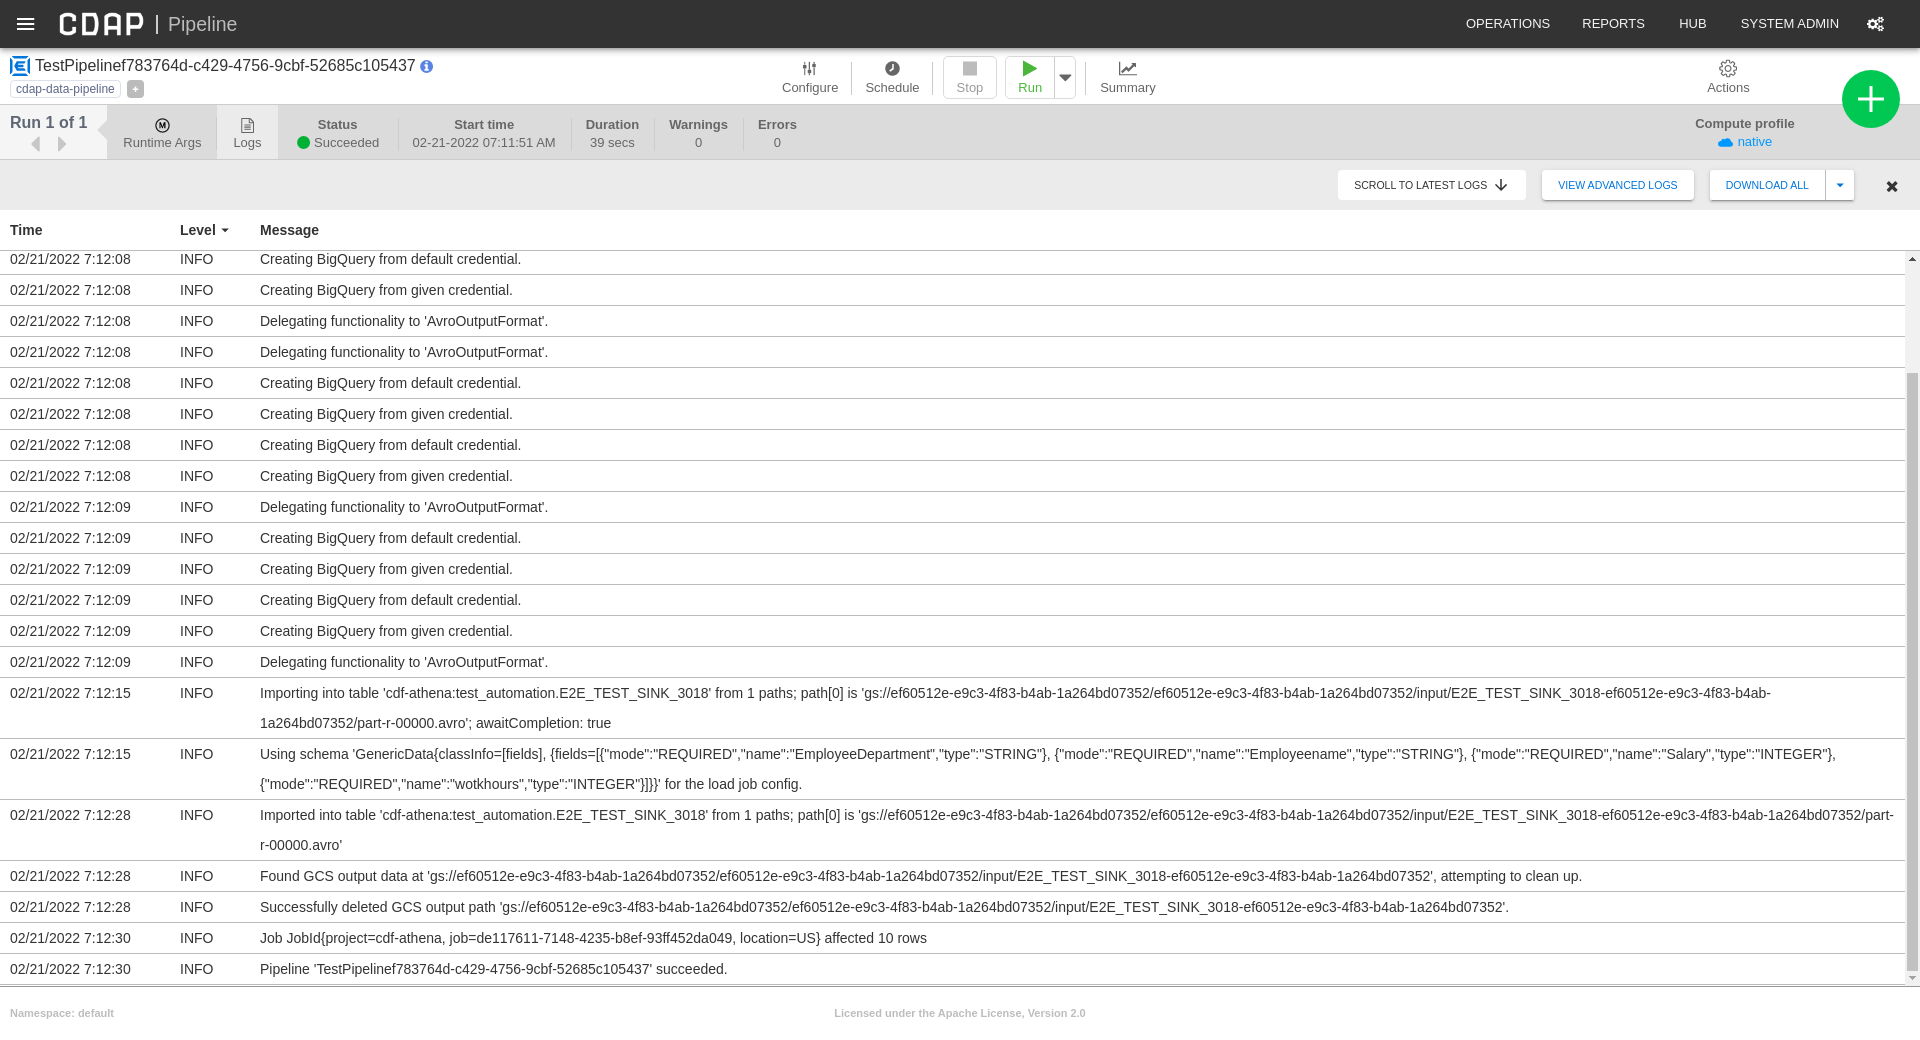 CDAP | Pipeline
OPERATIONS REPORTS HUB SYSTEM ADMIN
TestPipelinef783764d-c429-4756-9cbf-52685c105437
cdap-data-pipeline +
Configure Schedule Stop Run Summary Actions
Run 1 of 1
Runtime Args
Logs
Status
Succeeded
Start time
02-21-2022 07:11:51 AM
Duration
39 secs
Warnings
0
Errors
0
Compute profile
native
SCROLL TO LATEST LOGS VIEW ADVANCED LOGS DOWNLOAD ALL
Time Level Message
02/21/2022 7:12:08 INFO Creating BigQuery from default credential.
02/21/2022 7:12:08 INFO Creating BigQuery from given credential.
02/21/2022 7:12:08 INFO Delegating functionality to 'AvroOutputFormat'.
02/21/2022 7:12:08 INFO Delegating functionality to 'AvroOutputFormat'.
02/21/2022 7:12:08 INFO Creating BigQuery from default credential.
02/21/2022 7:12:08 INFO Creating BigQuery from given credential.
02/21/2022 7:12:08 INFO Creating BigQuery from default credential.
02/21/2022 7:12:08 INFO Creating BigQuery from given credential.
02/21/2022 7:12:09 INFO Delegating functionality to 'AvroOutputFormat'.
02/21/2022 7:12:09 INFO Creating BigQuery from default credential.
02/21/2022 7:12:09 INFO Creating BigQuery from given credential.
02/21/2022 7:12:09 INFO Creating BigQuery from default credential.
02/21/2022 7:12:09 INFO Creating BigQuery from given credential.
02/21/2022 7:12:09 INFO Delegating functionality to 'AvroOutputFormat'.
02/21/2022 7:12:15 INFO Importing into table 'cdf-athena:test_automation.E2E_TEST_SINK_3018' from 1 paths; path[0] is 'gs://ef60512e-e9c3-4f83-b4ab-1a264bd07352/ef60512e-e9c3-4f83-b4ab-1a264bd07352/input/E2E_TEST_SINK_3018-ef60512e-e9c3-4f83-b4ab-
1a264bd07352/part-r-00000.avro'; awaitCompletion: true
02/21/2022 7:12:15 INFO Using schema 'GenericData{classInfo=[fields], {fields=[{"mode":"REQUIRED","name":"EmployeeDepartment","type":"STRING"}, {"mode":"REQUIRED","name":"Employeename","type":"STRING"}, {"mode":"REQUIRED","name":"Salary","type":"INTEGER"},
{"mode":"REQUIRED","name":"wotkhours","type":"INTEGER"}]}}' for the load job config.
02/21/2022 7:12:28 INFO Imported into table 'cdf-athena:test_automation.E2E_TEST_SINK_3018' from 1 paths; path[0] is 'gs://ef60512e-e9c3-4f83-b4ab-1a264bd07352/ef60512e-e9c3-4f83-b4ab-1a264bd07352/input/E2E_TEST_SINK_3018-ef60512e-e9c3-4f83-b4ab-1a264bd07352/part-
r-00000.avro'
02/21/2022 7:12:28 INFO Found GCS output data at 'gs://ef60512e-e9c3-4f83-b4ab-1a264bd07352/ef60512e-e9c3-4f83-b4ab-1a264bd07352/input/E2E_TEST_SINK_3018-ef60512e-e9c3-4f83-b4ab-1a264bd07352', attempting to clean up.
02/21/2022 7:12:28 INFO Successfully deleted GCS output path 'gs://ef60512e-e9c3-4f83-b4ab-1a264bd07352/ef60512e-e9c3-4f83-b4ab-1a264bd07352/input/E2E_TEST_SINK_3018-ef60512e-e9c3-4f83-b4ab-1a264bd07352'.
02/21/2022 7:12:30 INFO Job JobId{project=cdf-athena, job=de117611-7148-4235-b8ef-93ff452da049, location=US} affected 10 rows
02/21/2022 7:12:30 INFO Pipeline 'TestPipelinef783764d-c429-4756-9cbf-52685c105437' succeeded.
Namespace: default
Licensed under the Apache License, Version 2.0